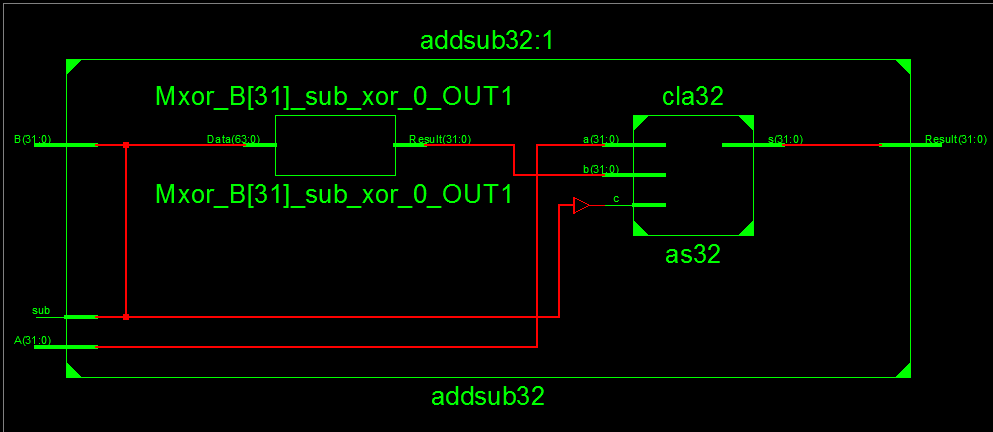 addsub32:1
Mxor_B[31]_sub_xor_0_OUT1
cla32
B(31:0)
Data(63:0)
Result(31:0)
a(31:0)
s(31:0)
Result(31:0)
b(31:0)
Mxor_B[31]_sub_xor_0_OUT1
c
as32
sub
A(31:0)
addsub32